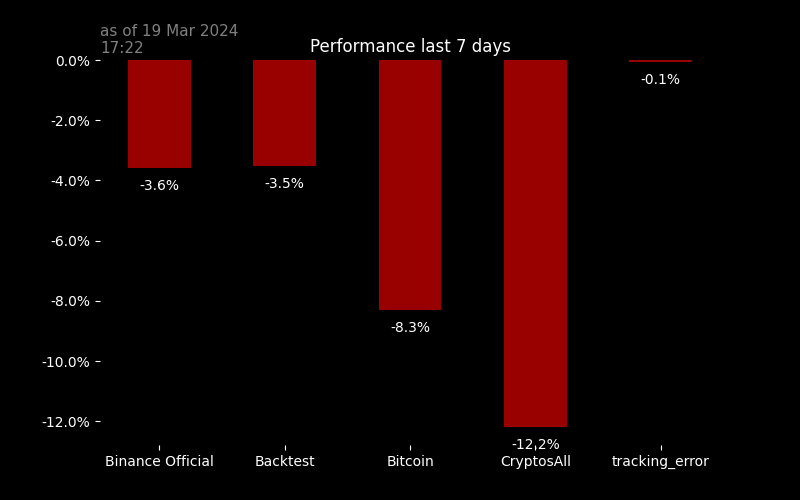 as of 19 Mar 2024
17:22
Performance last 7 days
0.0%
-2.0%
-4.0%
-6.0%
-8.0%
-10.0%
-12.0%
-3.6%
-3.5%
-8.3%
-12.2%
-0.1%
Binance Official
Backtest
Bitcoin
CryptosAll
tracking_error